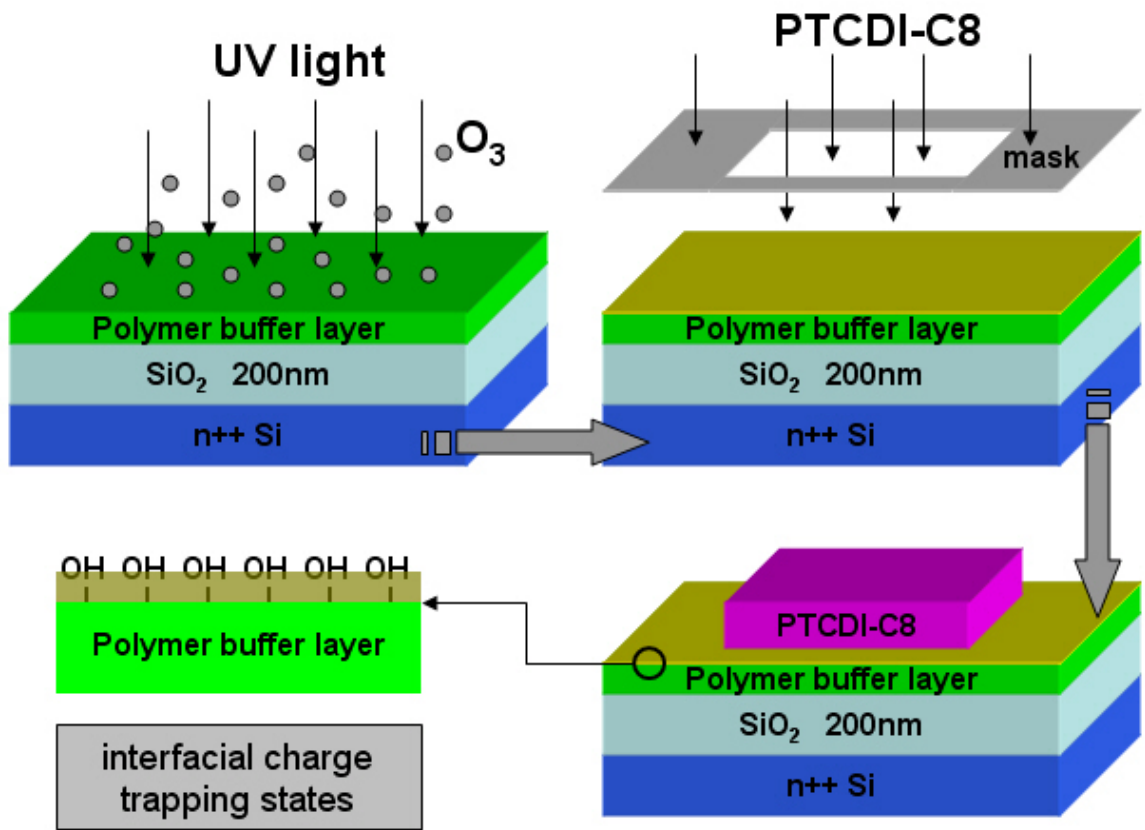 UV light
O₃
Polymer buffer layer
SiO₂ 200nm
n++ Si
PTCDI-C8
mask
Polymer buffer layer
SiO₂ 200nm
n++ Si
OH OH OH OH OH OH
Polymer buffer layer
interfacial charge
trapping states
PTCDI-C8
Polymer buffer layer
SiO₂ 200nm
n++ Si